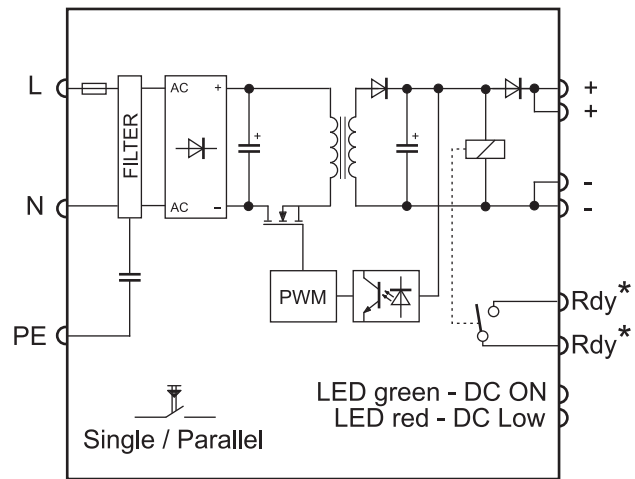 L
N
PE
FILTER
AC +
AC -
+
+
+
+
-
-
PWM
Rdy*
Rdy*
LED green - DC ON
LED red - DC Low
Single / Parallel